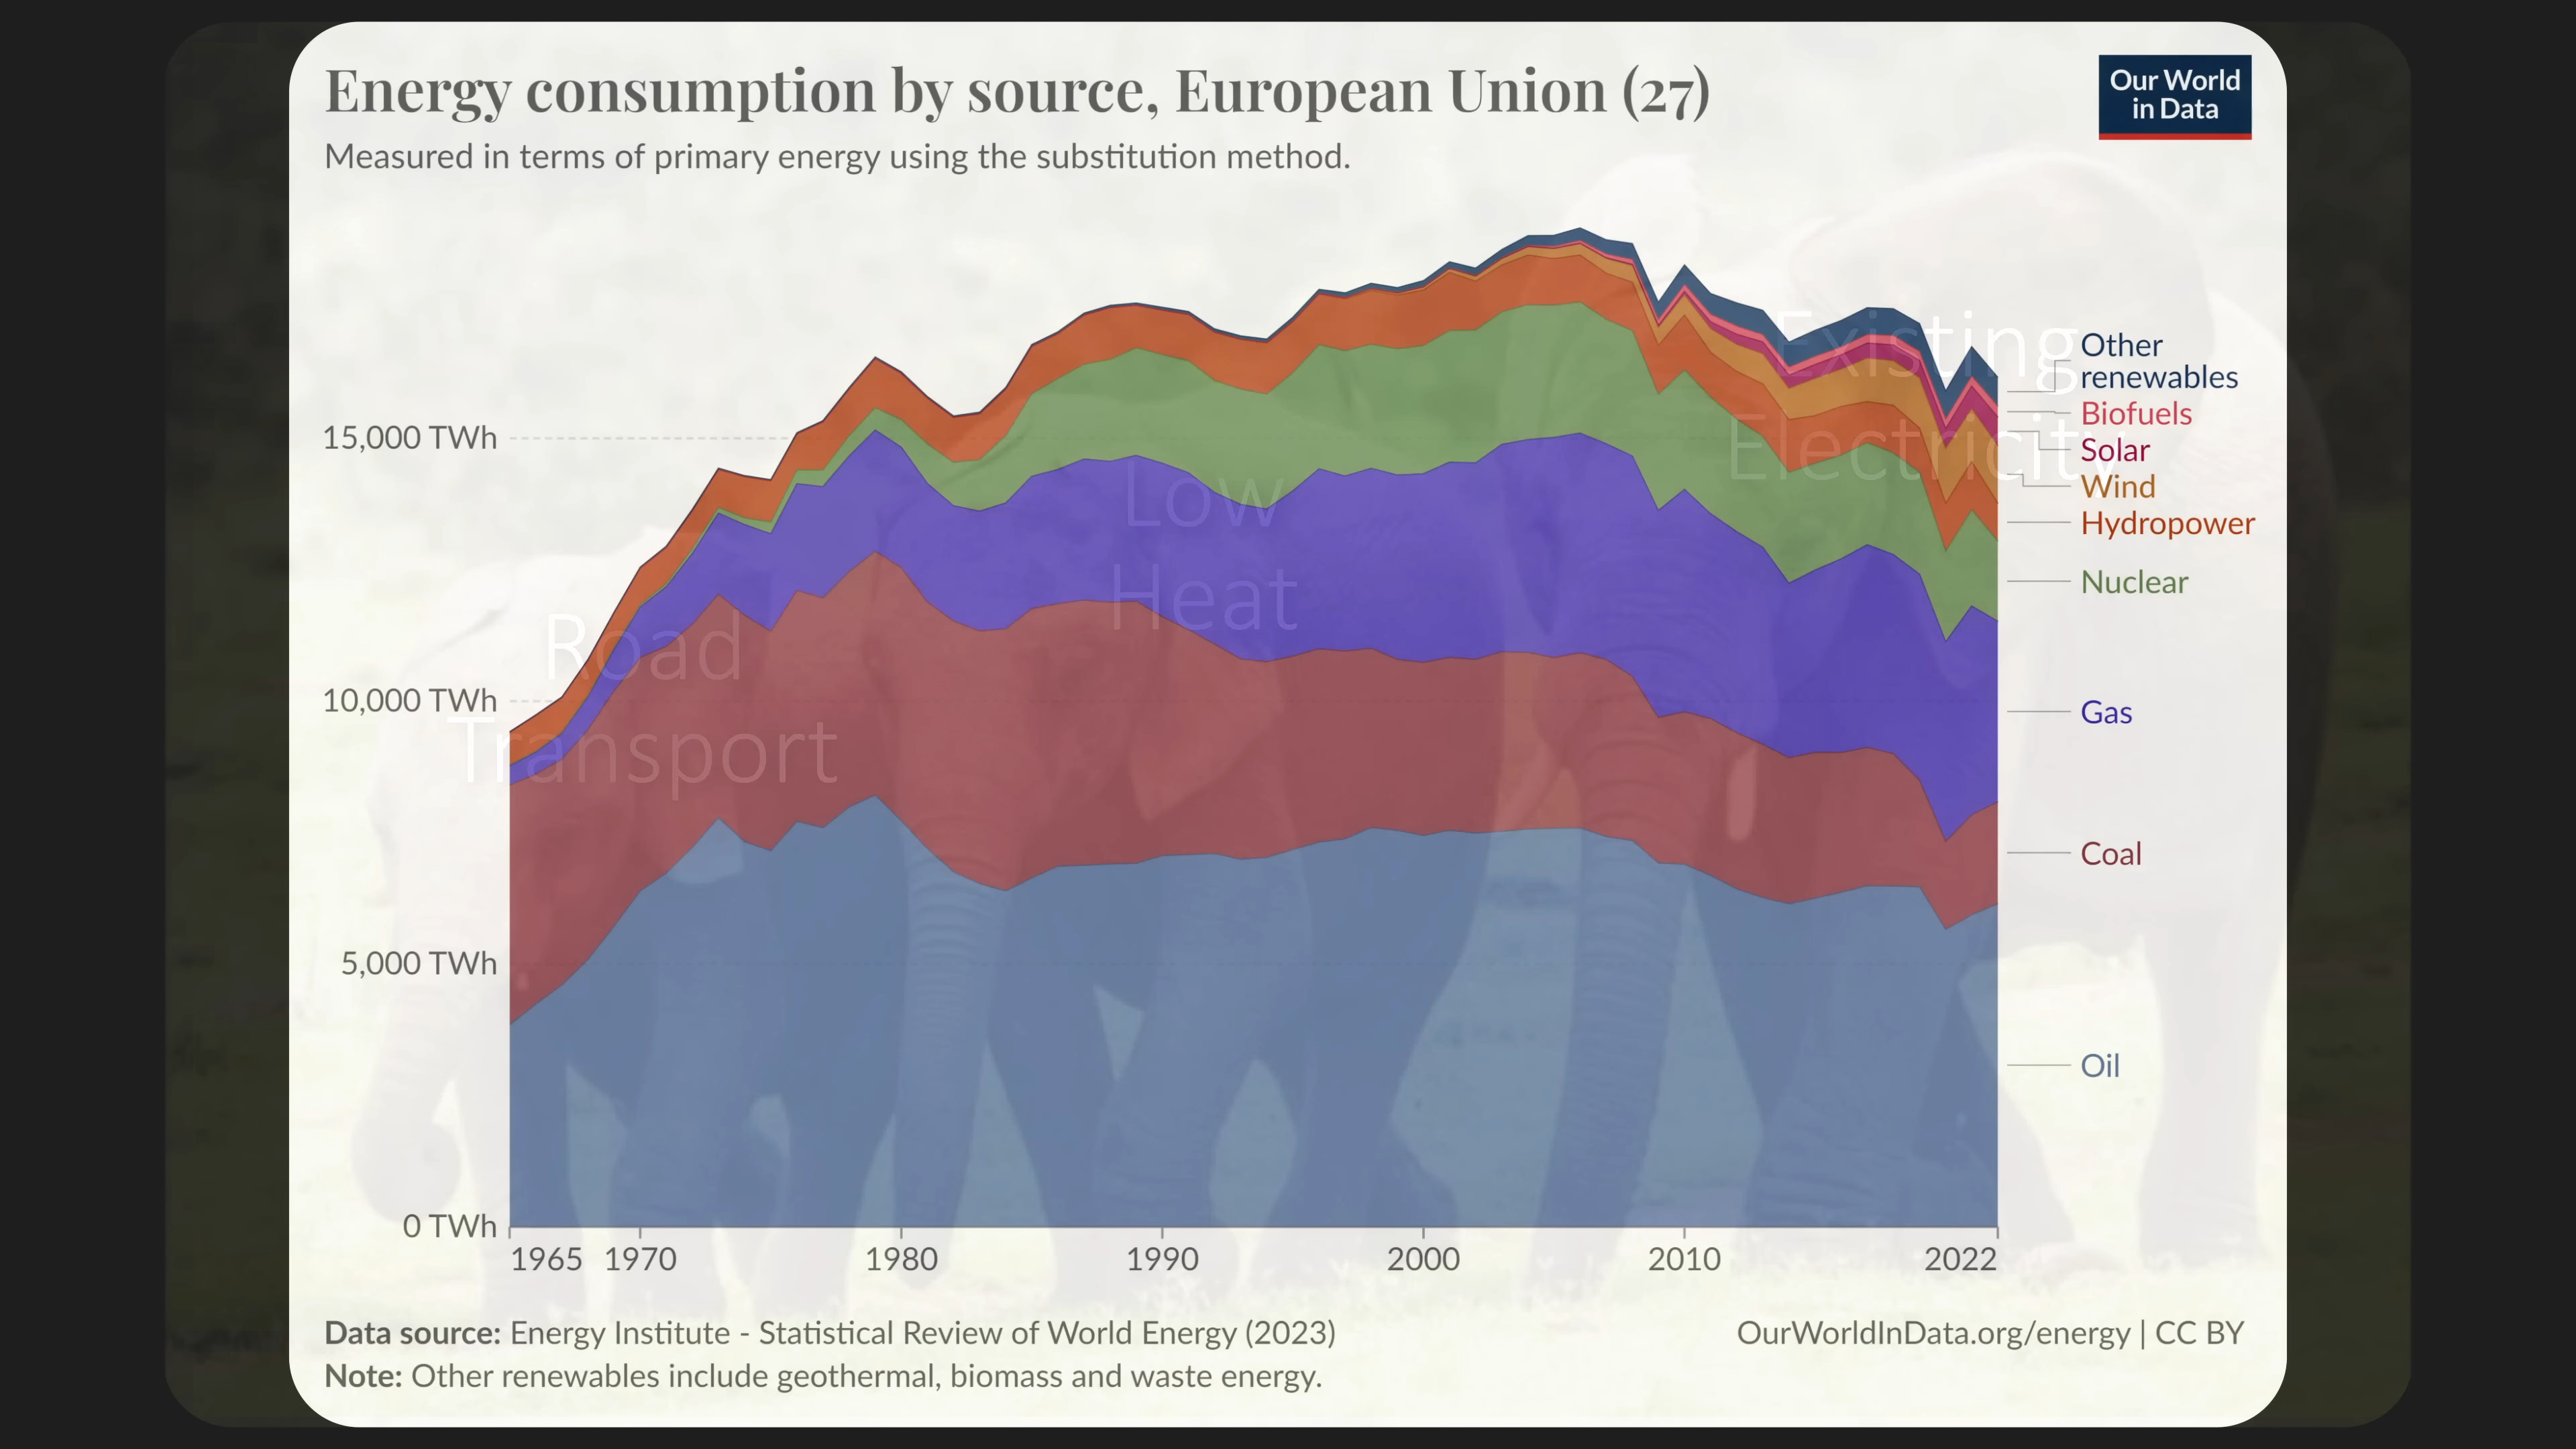 Energy consumption by source, European Union (27)
Measured in terms of primary energy using the substitution method.
Our World
in Data
15,000 TWh
10,000 TWh
5,000 TWh
0 TWh
1965
1970
1980
1990
2000
2010
2022
Other
renewables
Biofuels
Solar
Wind
Hydropower
Nuclear
Gas
Coal
Oil
Road
Transport
Low
Heat
Existing
Electricity
Data source: Energy Institute - Statistical Review of World Energy (2023)
OurWorldInData.org/energy | CC BY
Note: Other renewables include geothermal, biomass and waste energy.